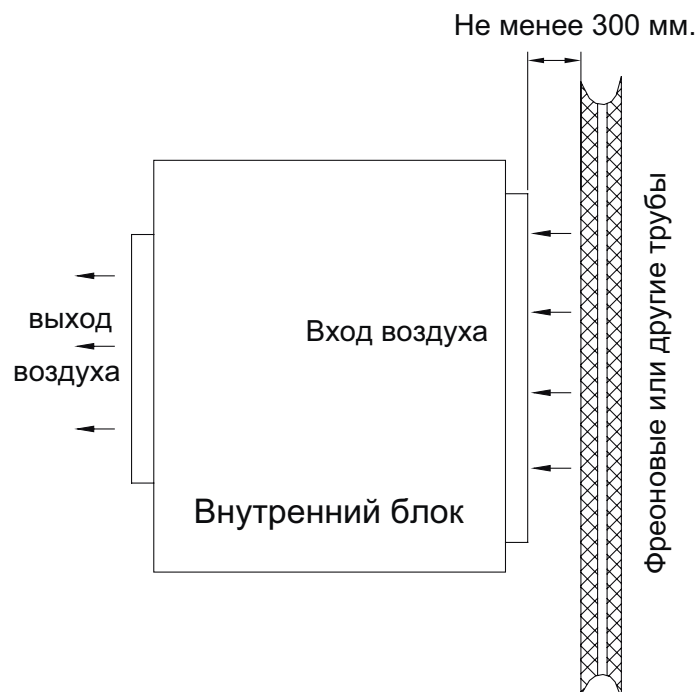 Не менее 300 мм.
выход
воздуха
Вход воздуха
Внутренний блок
Фреоновые или другие трубы